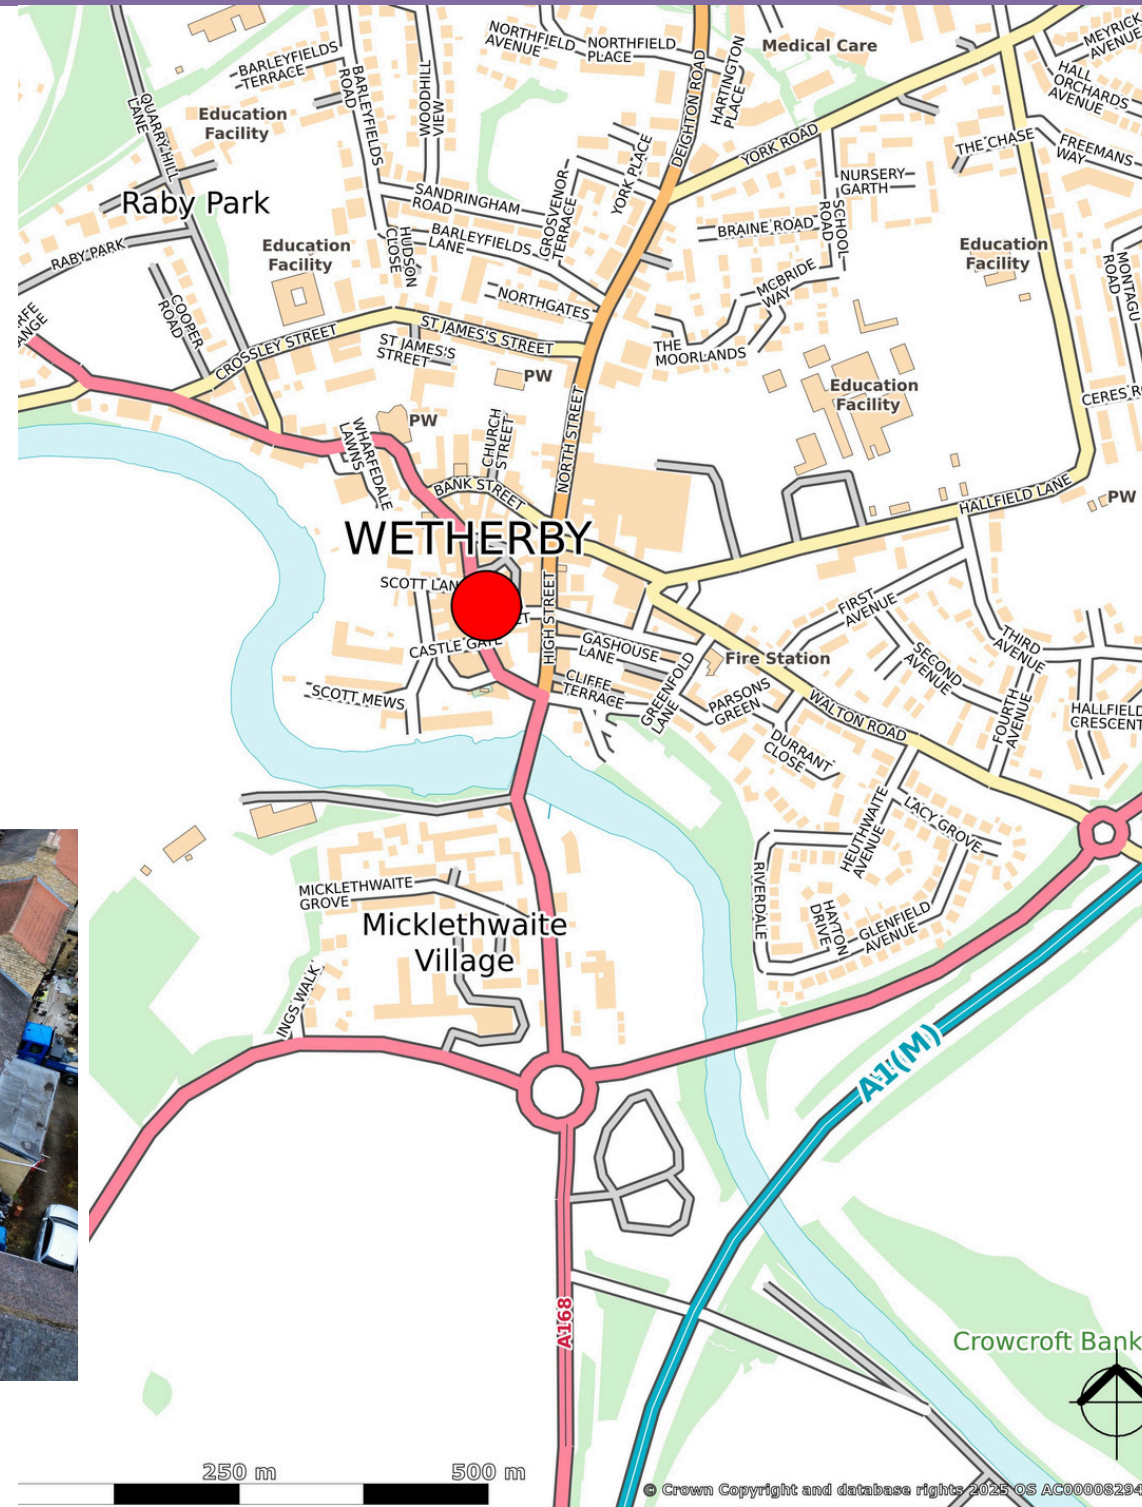 NORTHFIELD
AVENUE
NORTHFIELD
PLACE
Medical Care
MEYRICK
AVENUE
BARLEYFIELDS
TERRACE
BARLEYFIELDS
ROAD
WOODHILL
VIEW
DEIGHTON ROAD
HARTINGTON
PLACE
HALL
ORCHARDS
AVENUE
QUARRY HILL
LANE
Education
Facility
YORK ROAD
THE CHASE
FREEMANS
WAY
Raby Park
SANDRINGHAM
ROAD
GROSVENOR
TERRACE
YORK PLACE
NURSERY
GARTH
SCHOOL
ROAD
BRAINE ROAD
RABY PARK
Education
Facility
HUDSON
CLOSE
BARLEYFIELDS
LANE
Education
Facility
MONTAGU
ROAD
MCBRIDE
WAY
NORTHGATES
COOPER
ROAD
CROSSLEY STREET
ST JAMES'S STREET
ST JAMES'S
STREET
THE
MOORLANDS
PW
Education
Facility
CERES
PW
WHARFEDALE
LAWNS
CHURCH
STREET
NORTH STREET
BANK STREET
HALLFIELD LANE
PW
WETHERBY
SCOTT LAN
HIGH STREET
CASTLE GATE
GASHOUSE
LANE
FIRST
AVENUE
SECOND
AVENUE
THIRD
AVENUE
Fire Station
SCOTT MEWS
CLIFFE
TERRACE
GREENFIELD
LANE
PARSONS
GREEN
WALTON ROAD
FOURTH
AVENUE
HALLFIELD
CRESCENT
DURRANT
CLOSE
HEUTHWAITE
AVENUE
LACY GROVE
MICKLETHWAITE
GROVE
RIVERDALE
HAYTON
DRIVE
GLENFIELD
AVENUE
Micklethwaite
Village
INGS WALK
A1(M)
A168
Crowcroft Bank
250 m
500 m
© Crown Copyright and database rights 2025 OS AC00008294